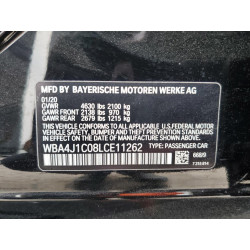 MFD BY BAYERISCHE MOTOREN WERKE AG
01/20
GVWR 4630 lbs 2100 kg
GAWR FRONT 2138 lbs 970 kg
GAWR REAR 2679 lbs 1215 kg
THIS VEHICLE CONFORMS TO ALL APPLICABLE FEDERAL
MOTOR VEHICLE SAFETY, BUMPER, AND THEFT PREVENTION
STANDARDS IN EFFECT ON THE DATE OF MANUFACTURE
SHOWN ABOVE.
WBA4J1C08LCE11262 TYPE: PASSENGER CAR
668/9